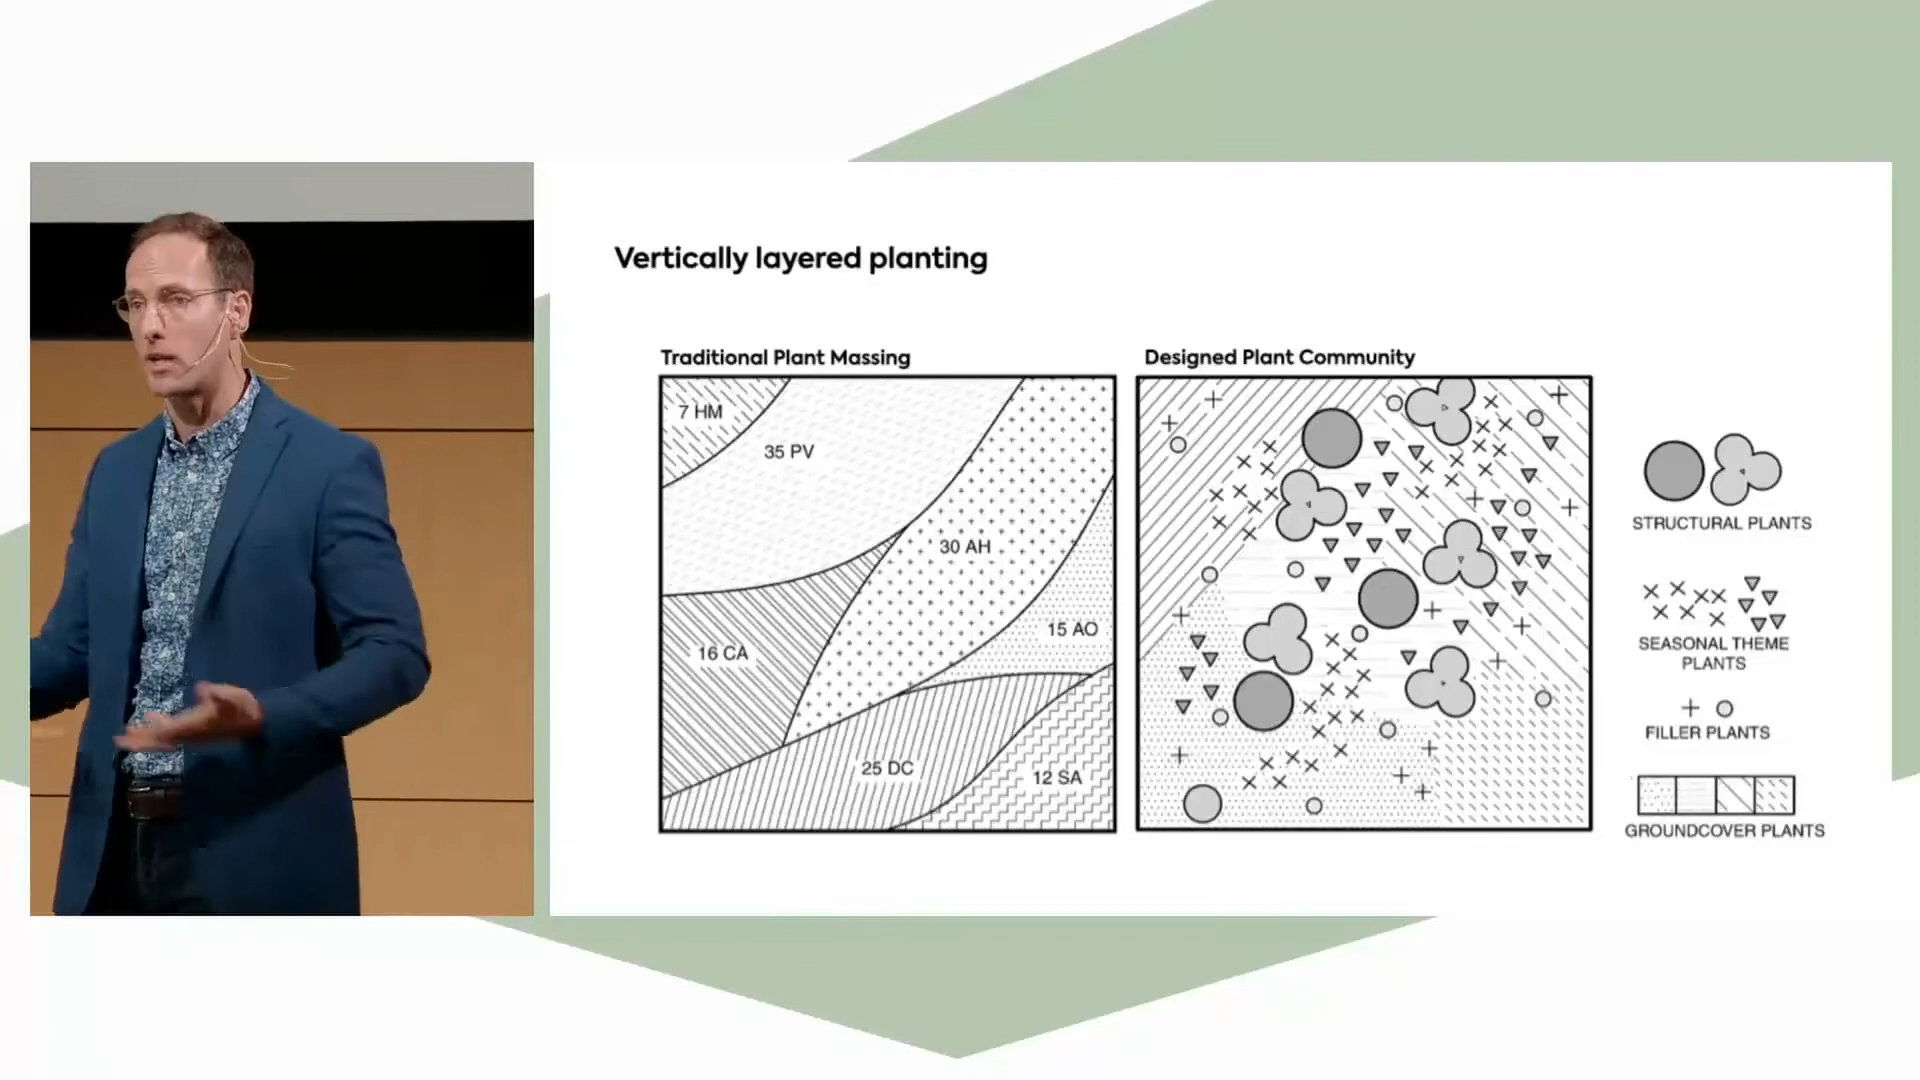 Vertically layered planting
Traditional Plant Massing
7 HM
35 PV
30 AH
15 AO
16 CA
25 DC
12 SA
Designed Plant Community
STRUCTURAL PLANTS
SEASONAL THEME
PLANTS
FILLER PLANTS
GROUNDCOVER PLANTS